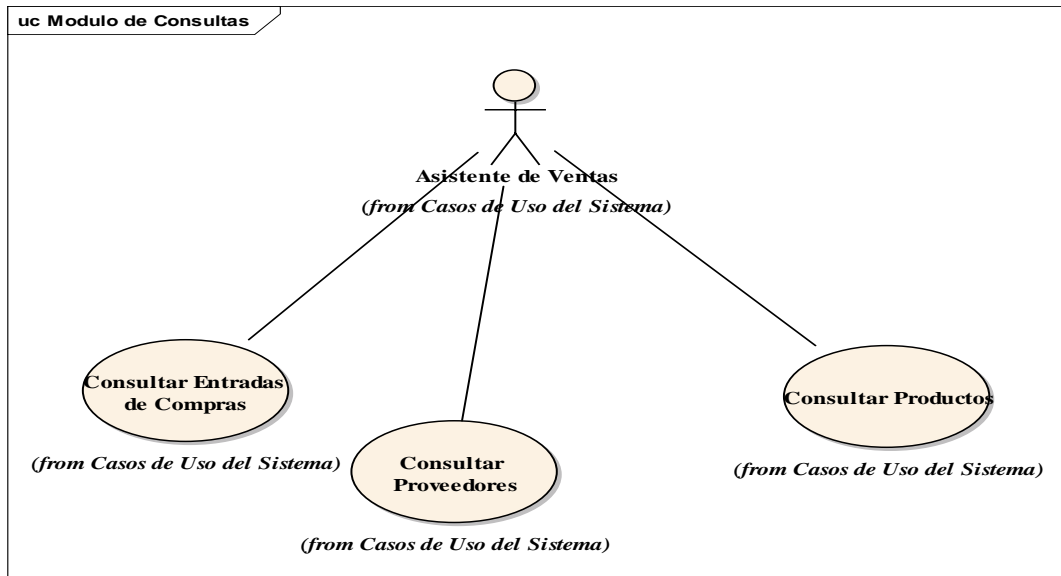 uc Modulo de Consultas
Asistente de Ventas
(from Casos de Uso del Sistema)
Consultar Entradas
de Compras
(from Casos de Uso del Sistema)
Consultar
Proveedores
(from Casos de Uso del Sistema)
Consultar Productos
(from Casos de Uso del Sistema)